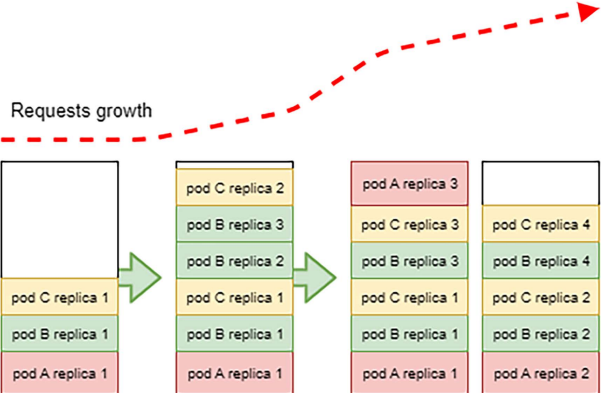 Requests growth
pod C replica 1
pod B replica 1
pod A replica 1
pod C replica 2
pod B replica 3
pod B replica 2
pod C replica 1
pod B replica 1
pod A replica 1
pod A replica 3
pod C replica 3
pod B replica 3
pod C replica 1
pod B replica 1
pod A replica 1
pod C replica 4
pod B replica 4
pod C replica 2
pod B replica 2
pod A replica 2